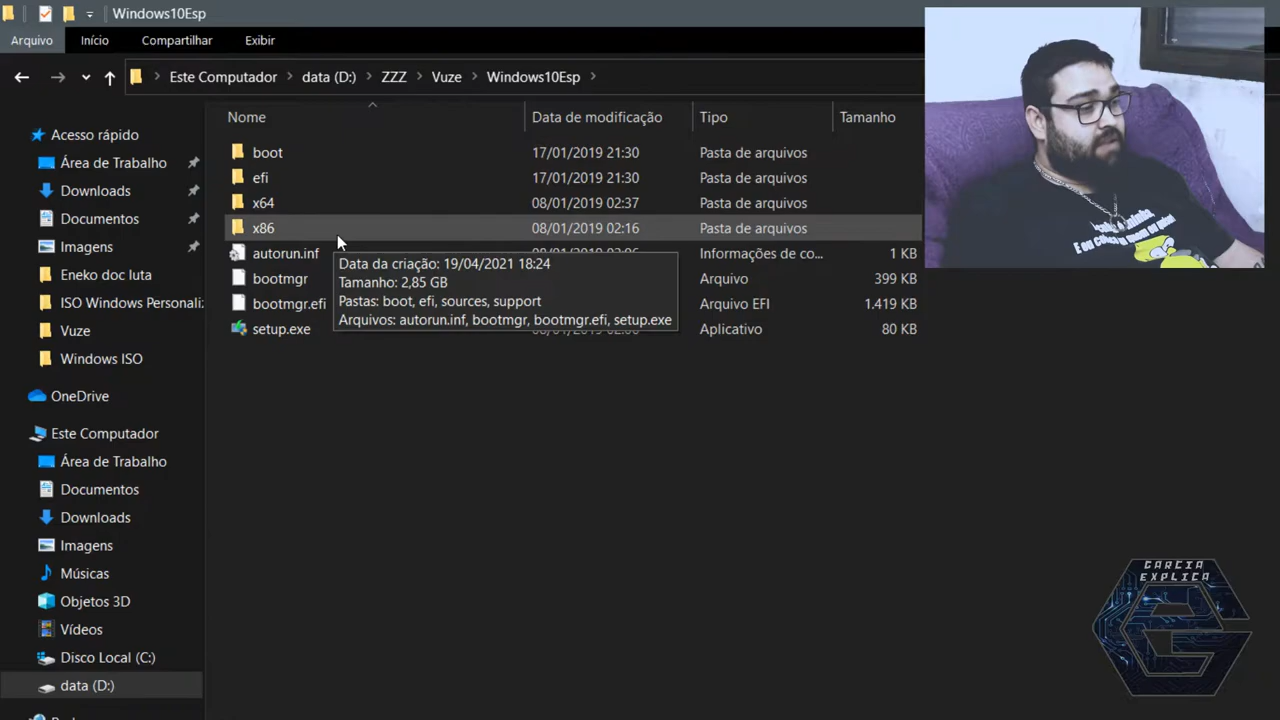 Windows10Esp
Arquivo Início Compartilhar Exibir
Este Computador data (D:) ZZZ Vuze Windows10Esp
Nome Data de modificação Tipo Tamanho
boot 17/01/2019 21:30 Pasta de arquivos
efi 17/01/2019 21:30 Pasta de arquivos
x64 08/01/2019 02:37 Pasta de arquivos
x86 08/01/2019 02:16 Pasta de arquivos
autorun.inf Informações de co... 1 KB
bootmgr Arquivo 399 KB
bootmgr.efi Arquivo EFI 1.419 KB
setup.exe Aplicativo 80 KB
Data da criação: 19/04/2021 18:24
Tamanho: 2,85 GB
Pastas: boot, efi, sources, support
Arquivos: autorun.inf, bootmgr, bootmgr.efi, setup.exe
Acesso rápido
Área de Trabalho
Downloads
Documentos
Imagens
Eneko doc luta
ISO Windows Personaliz
Vuze
Windows ISO
OneDrive
Este Computador
Área de Trabalho
Documentos
Downloads
Imagens
Músicas
Objetos 3D
Vídeos
Disco Local (C:)
data (D:)
GARCIA
EXPLICA